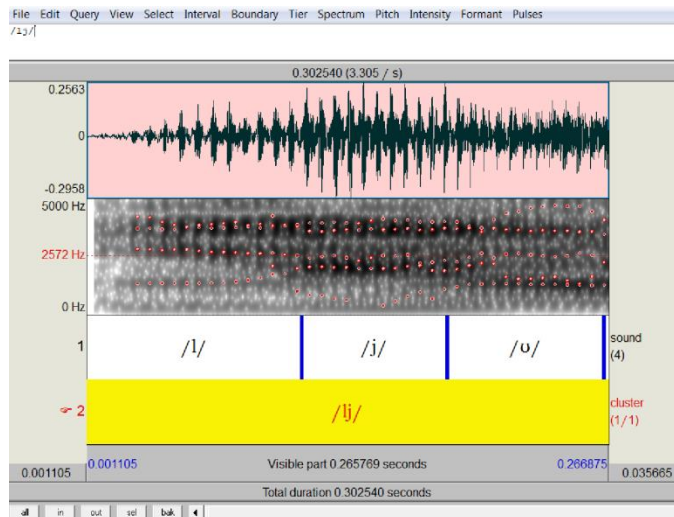 File Edit Query View Select Interval Boundary Tier Spectrum Pitch Intensity Formant Pulses
/lj/
0.302540 (3.305 / s)
0.2563
0
-0.2958
5000 Hz
2572 Hz
0 Hz
1 /l/ /j/ /ʊ/ sound (4)
☞ 2 /lj/ cluster (1/1)
0.001105 0.001105 Visible part 0.265769 seconds 0.266875 0.035665
Total duration 0.302540 seconds
all in out sel bak